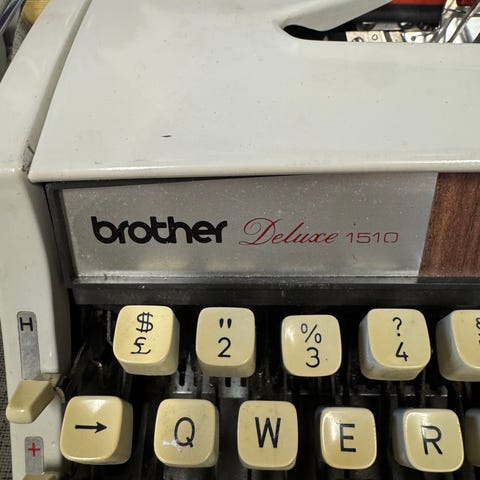 brother Deluxe 1510
H
$ " % ?
£ 2 3 4
→ Q W E R
+